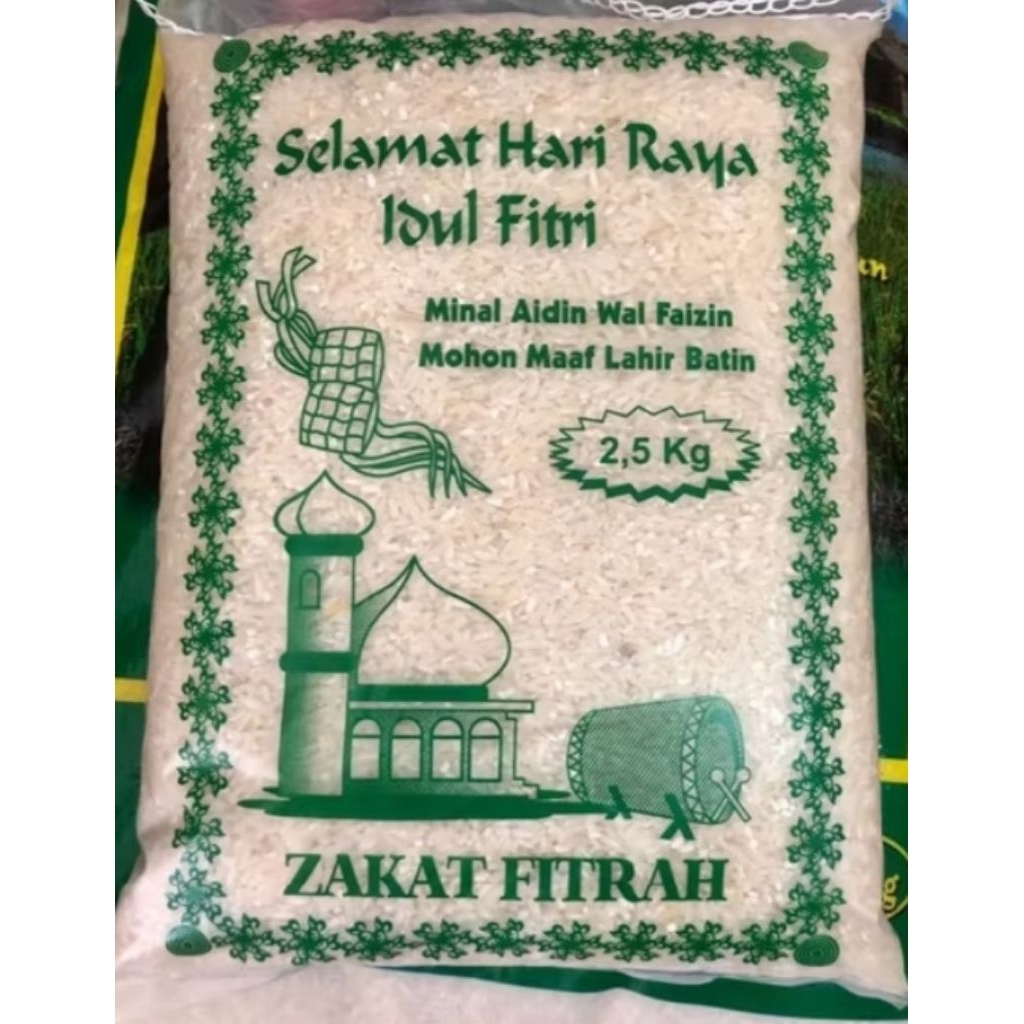 Selamat Hari Raya
Idul Fitri
Minal Aidin Wal Faizin
Mohon Maaf Lahir Batin
2,5 Kg
ZAKAT FITRAH